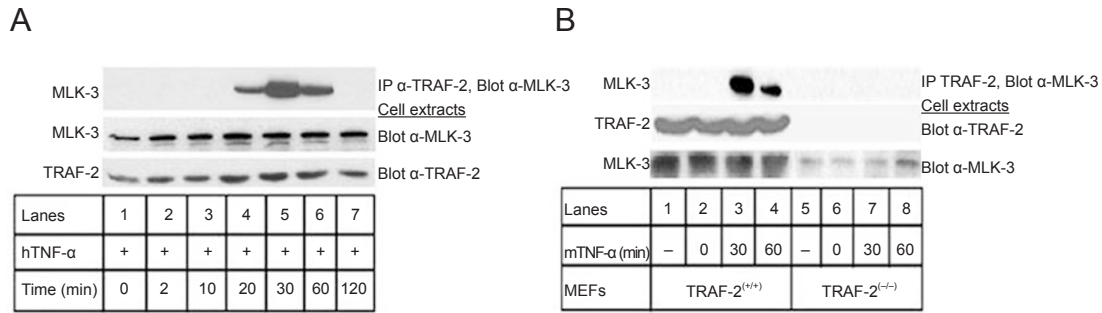 A
MLK-3 IP α-TRAF-2, Blot α-MLK-3
Cell extracts
MLK-3 Blot α-MLK-3
TRAF-2 Blot α-TRAF-2
Lanes 1 2 3 4 5 6 7
hTNF-α + + + + + + +
Time (min) 0 2 10 20 30 60 120
B
MLK-3 IP TRAF-2, Blot α-MLK-3
Cell extracts
TRAF-2 Blot α-TRAF-2
MLK-3 Blot α-MLK-3
Lanes 1 2 3 4 5 6 7 8
mTNF-α (min) – 0 30 60 – 0 30 60
MEFs TRAF-2(+/+) TRAF-2(–/–)